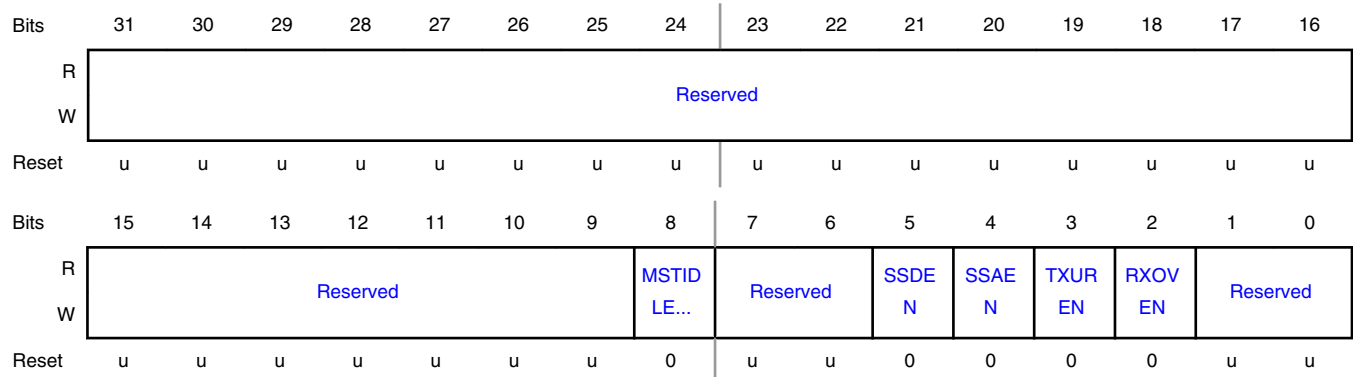 Bits 31 30 29 28 27 26 25 24 23 22 21 20 19 18 17 16
R
Reserved
W
Reset u u u u u u u u u u u u u u u u
Bits 15 14 13 12 11 10 9 8 7 6 5 4 3 2 1 0
R
W
Reserved
MSTID
LE...
Reserved
SSDE
N
SSAE
N
TXUR
EN
RXOV
EN
Reserved
Reset u u u u u u u 0 u u 0 0 0 0 u u